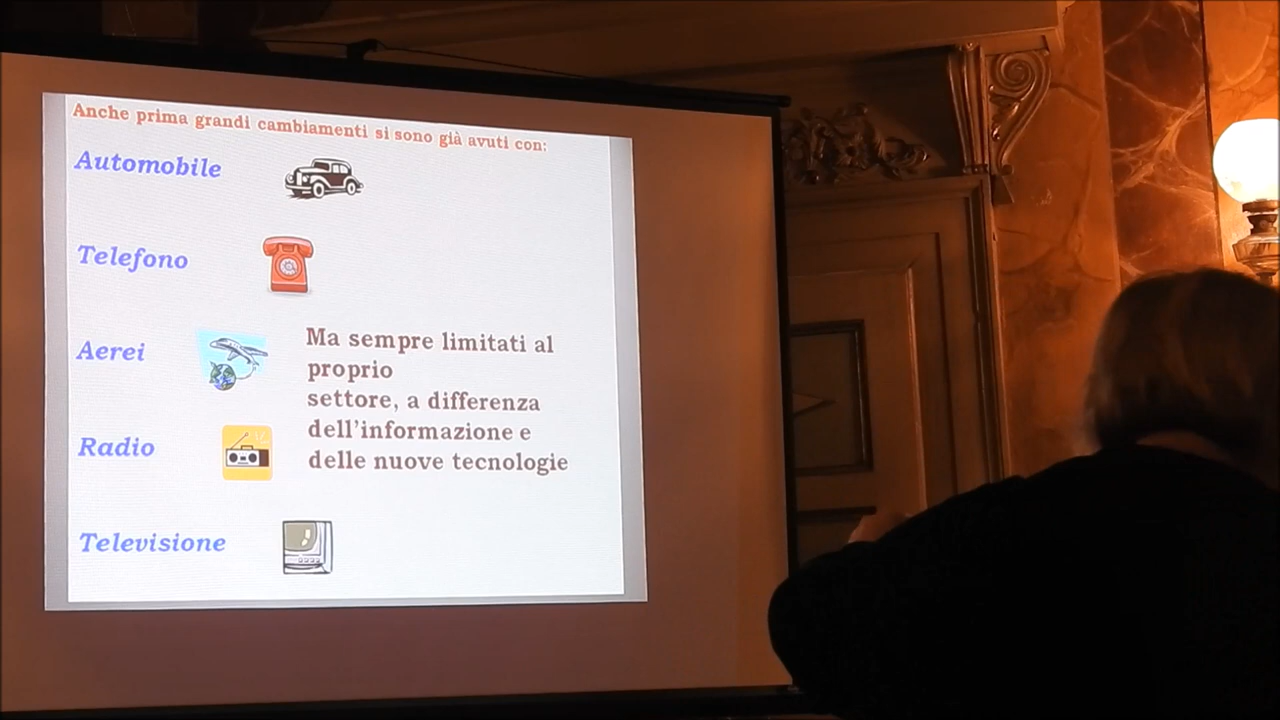 Anche prima grandi cambiamenti si sono già avuti con:
Automobile
Telefono
Aerei
Ma sempre limitati al
proprio
settore, a differenza
dell'informazione e
delle nuove tecnologie
Radio
Televisione